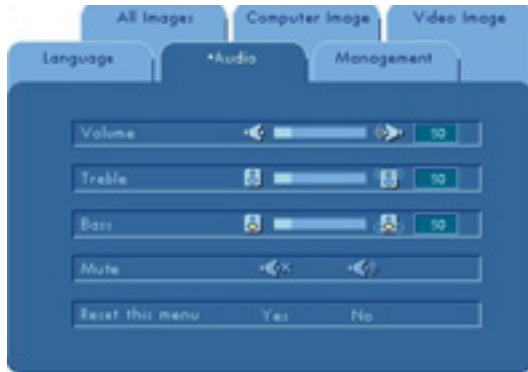 All Images Computer Image Video Image
Language •Audio Management
Volume 50
Treble 50
Bass 50
Mute
Reset this menu Yes No